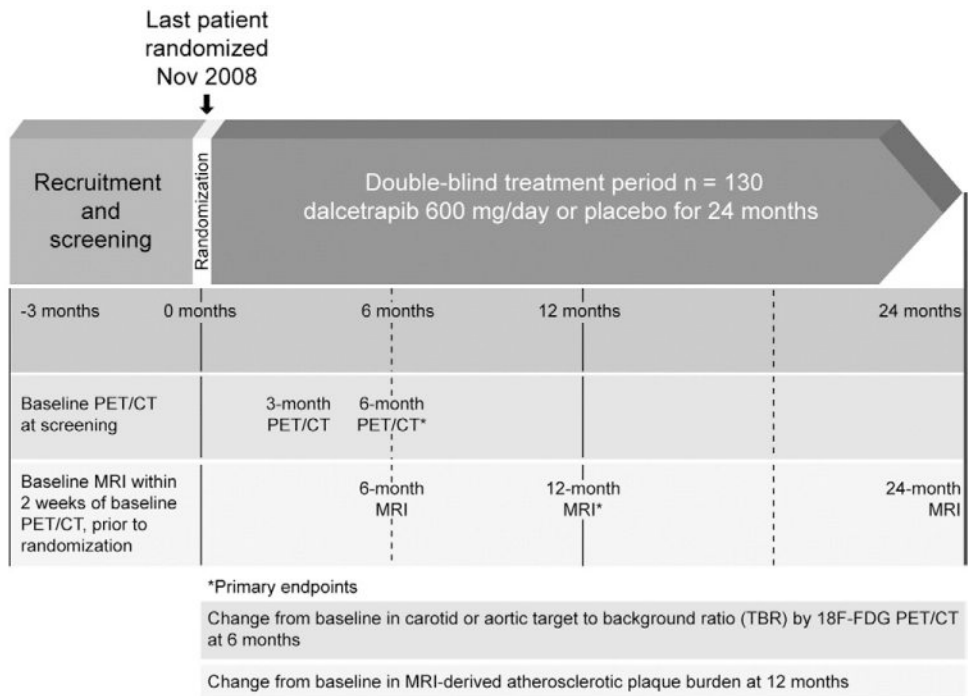 Last patient
randomized
Nov 2008
Recruitment
and
screening
Randomization
Double-blind treatment period n = 130
dalcetrapib 600 mg/day or placebo for 24 months
-3 months
0 months
6 months
12 months
24 months
Baseline PET/CT
at screening
3-month
PET/CT
6-month
PET/CT*
Baseline MRI within
2 weeks of baseline
PET/CT, prior to
randomization
6-month
MRI
12-month
MRI*
24-month
MRI
*Primary endpoints
Change from baseline in carotid or aortic target to background ratio (TBR) by 18F-FDG PET/CT
at 6 months
Change from baseline in MRI-derived atherosclerotic plaque burden at 12 months